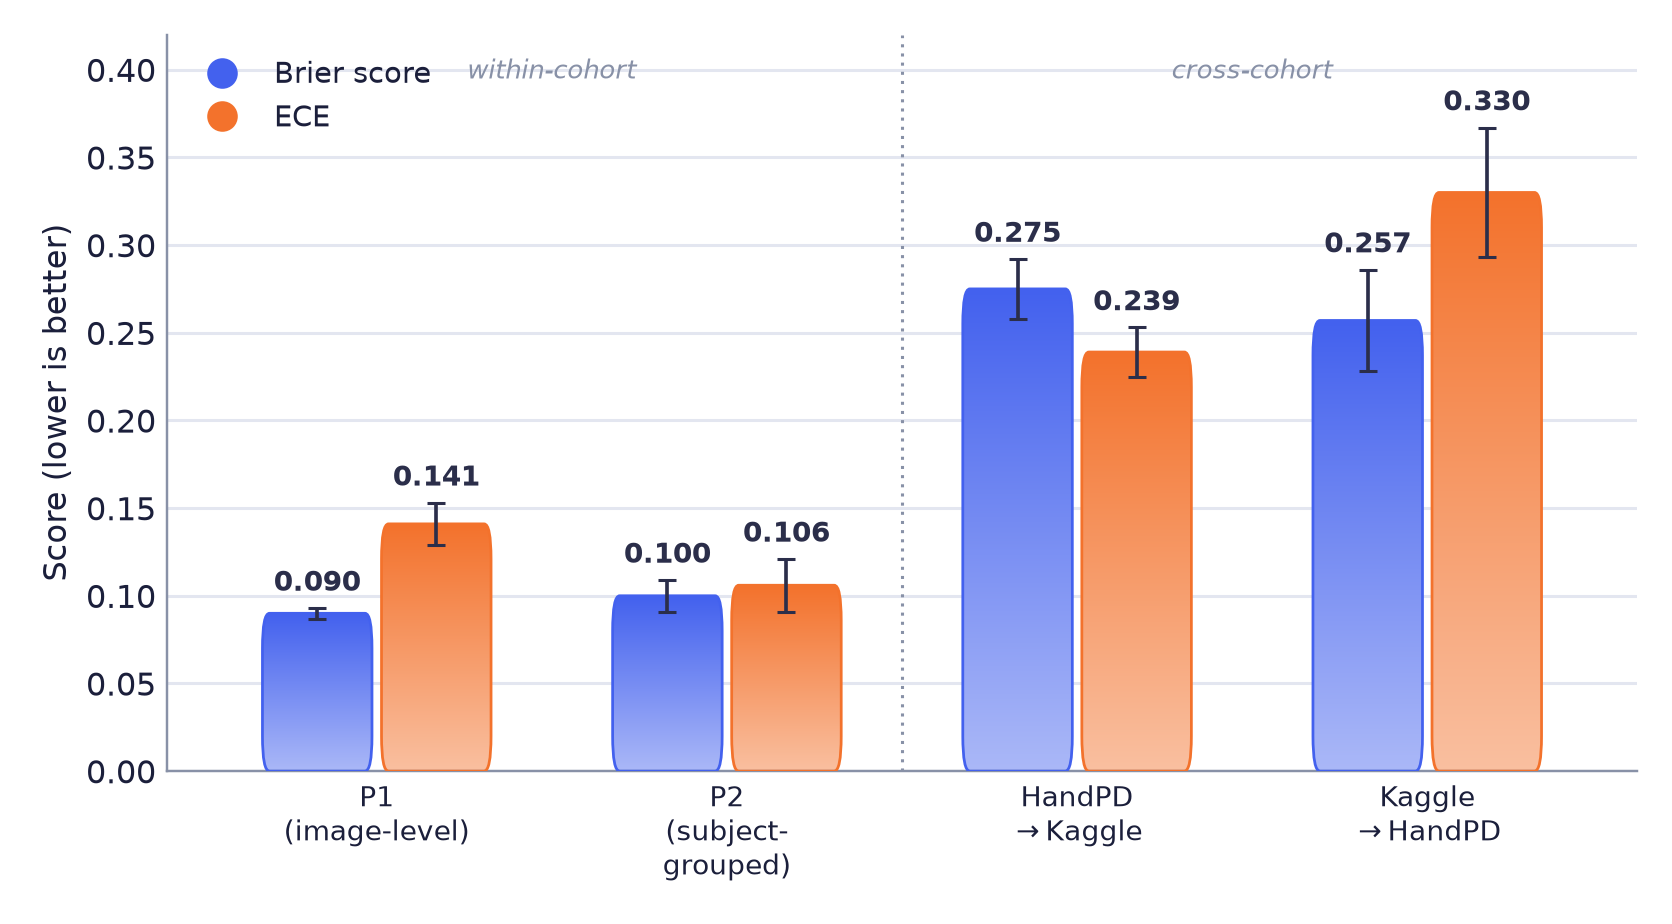 Brier score
ECE
within-cohort
cross-cohort
Score (lower is better)
0.40
0.35
0.30
0.25
0.20
0.15
0.10
0.05
0.00
0.090
0.141
0.100
0.106
0.275
0.239
0.257
0.330
P1
(image-level)
P2
(subject-
grouped)
HandPD
→ Kaggle
Kaggle
→ HandPD